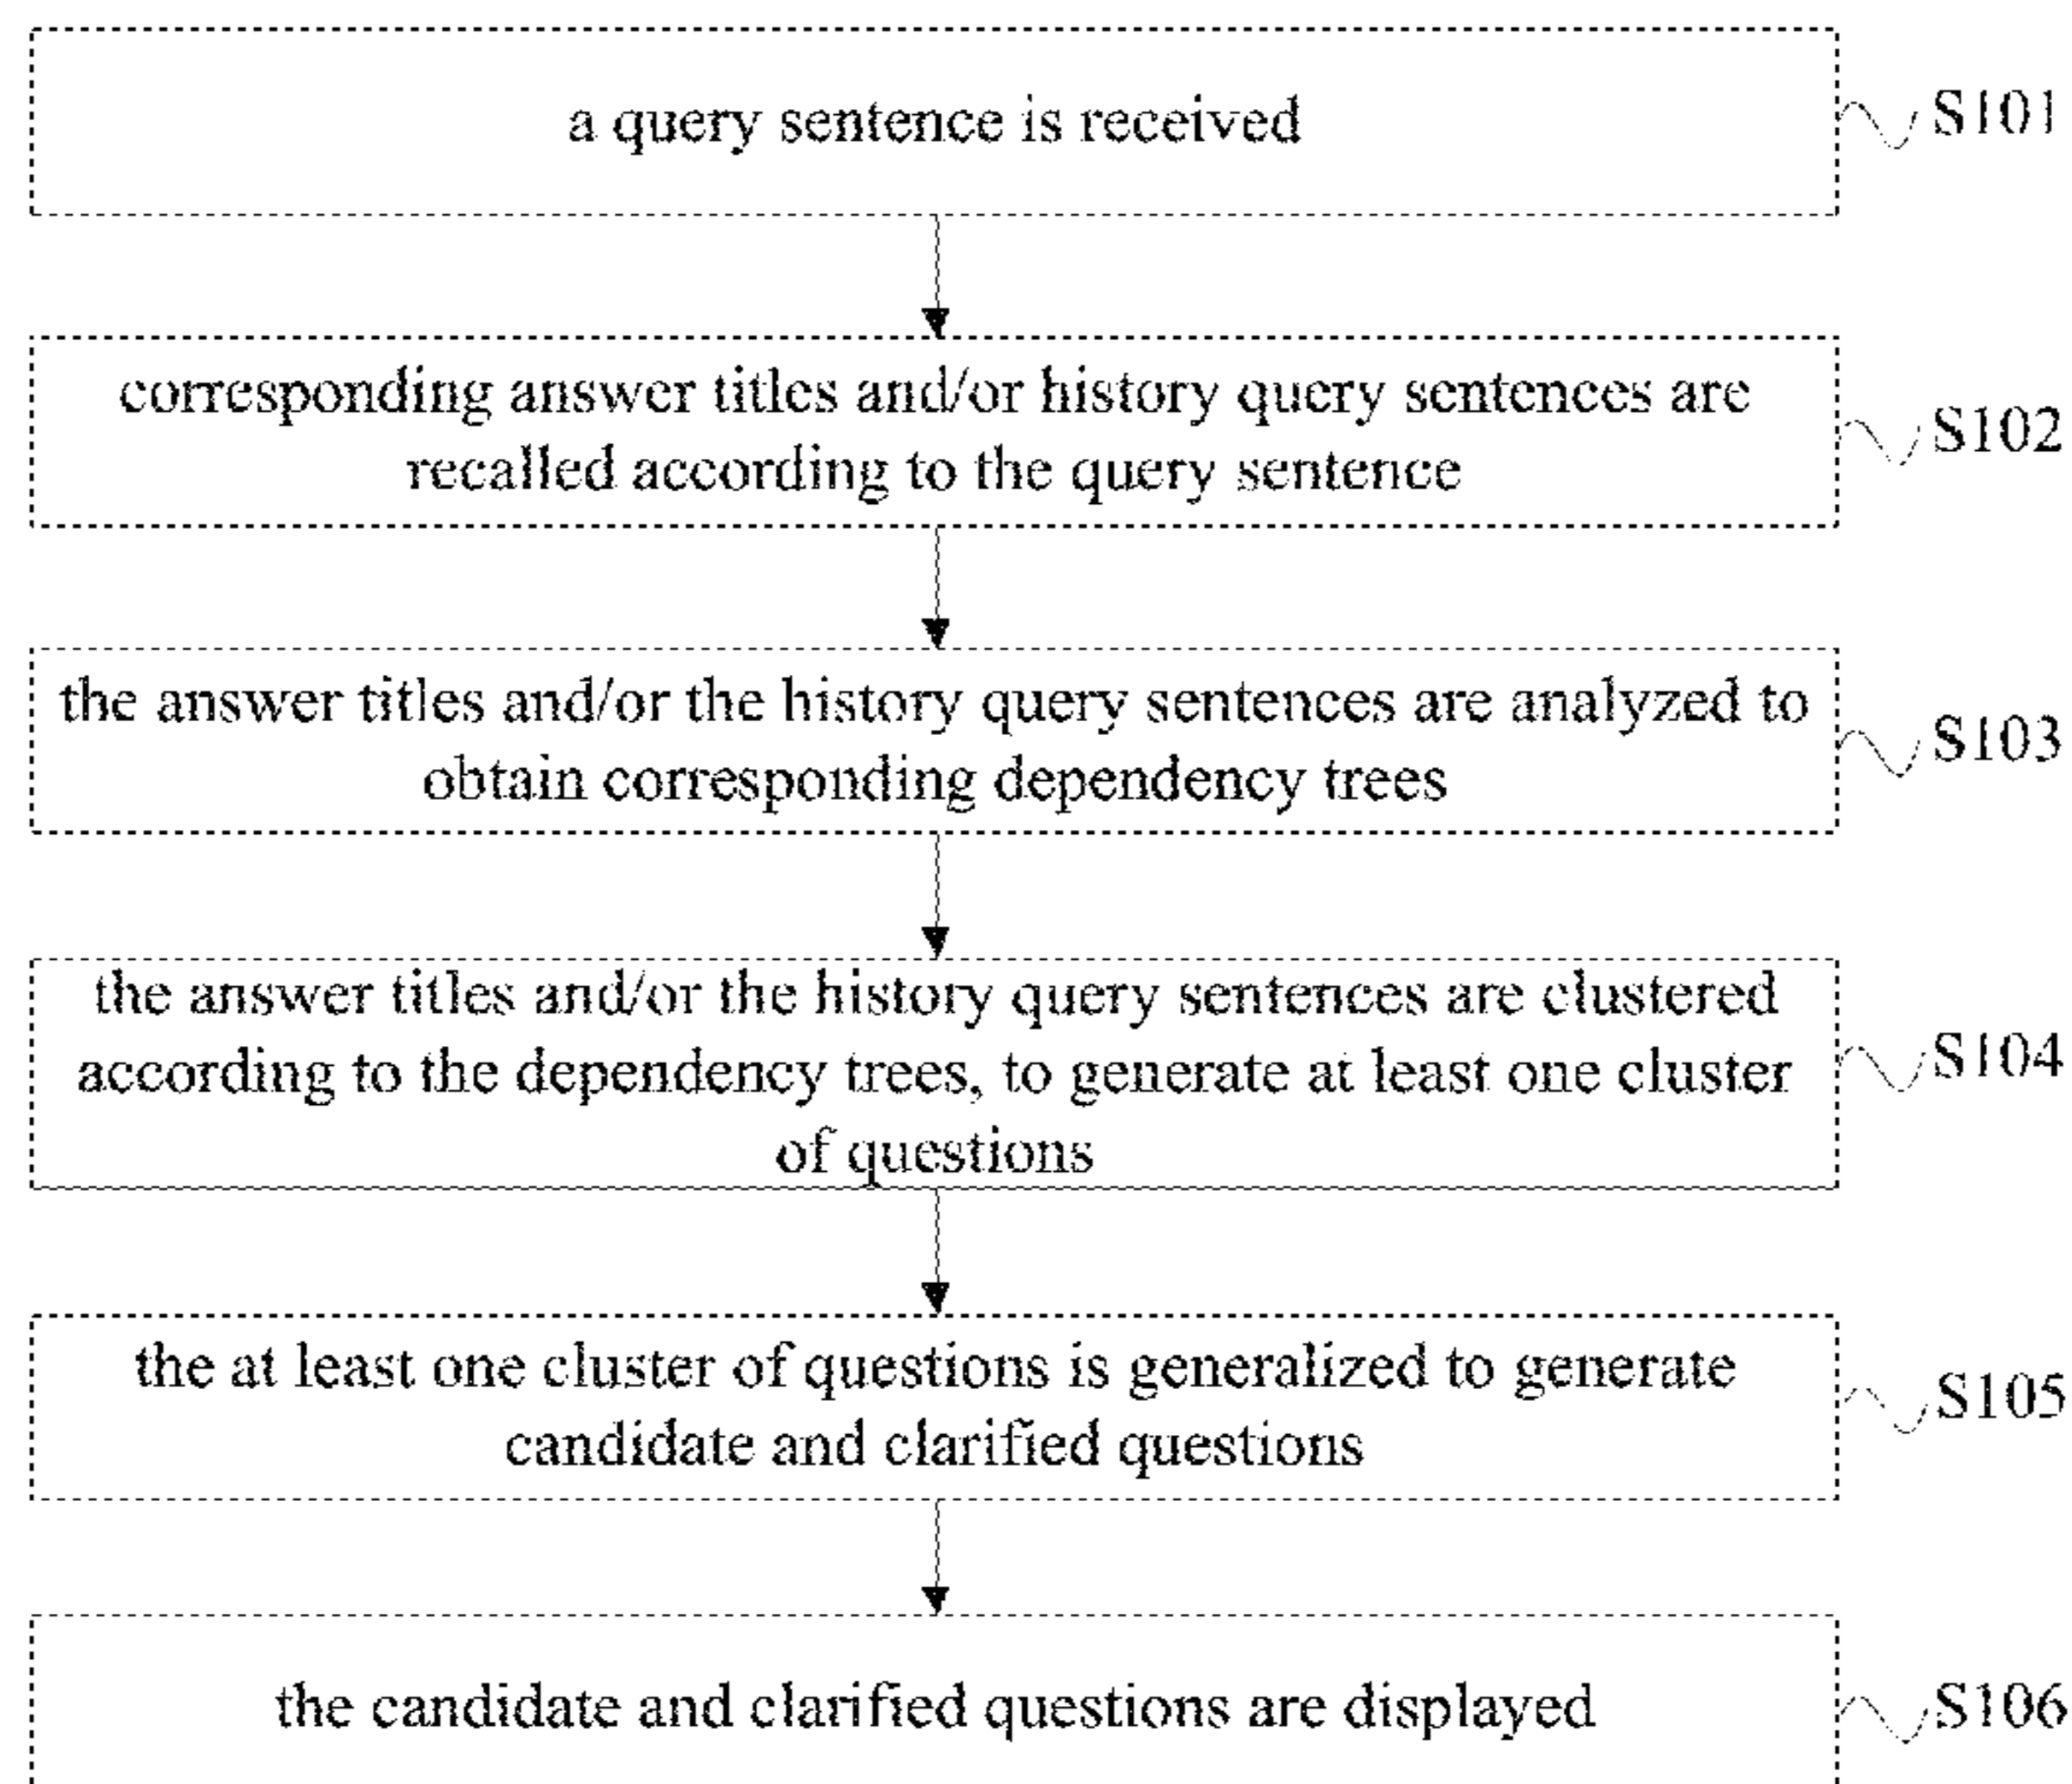 a query sentence is received
S101
corresponding answer titles and/or history query sentences are
recalled according to the query sentence
S102
the answer titles and/or the history query sentences are analyzed to
obtain corresponding dependency trees
S103
the answer titles and/or the history query sentences are clustered
according to the dependency trees, to generate at least one cluster
of questions
S104
the at least one cluster of questions is generalized to generate
candidate and clarified questions
S105
the candidate and clarified questions are displayed
S106